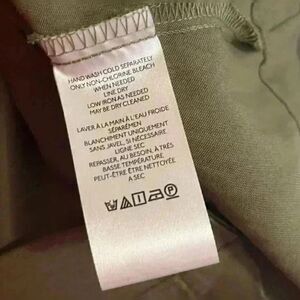 HAND WASH COLD SEPARATELY
ONLY NON-CHLORINE BLEACH
WHEN NEEDED
LINE DRY
LOW IRON AS NEEDED
MAY BE DRY CLEANED
LAVER À LA MAIN À L'EAU FROIDE
SÉPARÉMEN
BLANCHIMENT UNIQUEMENT
SANS JAVEL, SI NÉCESSAIRE
LIGNE SEC
REPASSER, AU BESOIN, À TRÈS
BASSE TEMPÉRATURE
PEUT-ÊTRE ÊTRE NETTOYÉE
A SEC